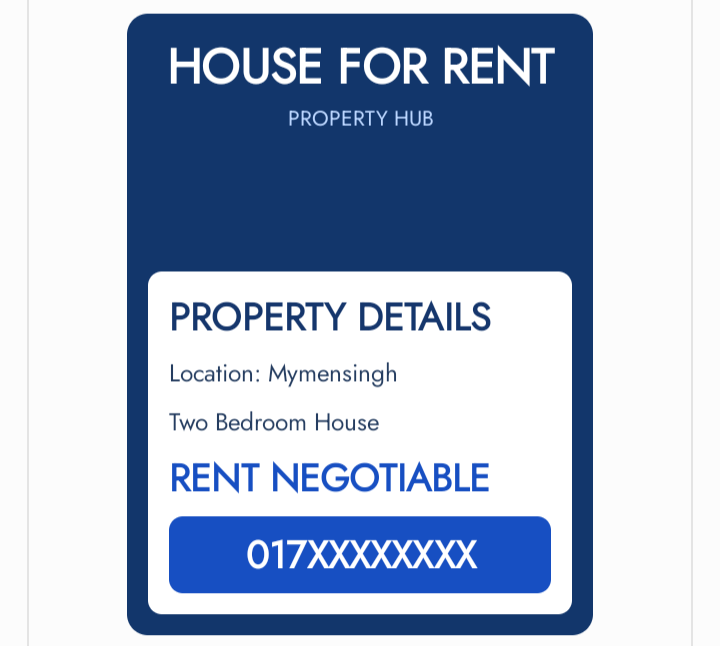 HOUSE FOR RENT
PROPERTY HUB
PROPERTY DETAILS
Location: Mymensingh
Two Bedroom House
RENT NEGOTIABLE
017XXXXXXXX